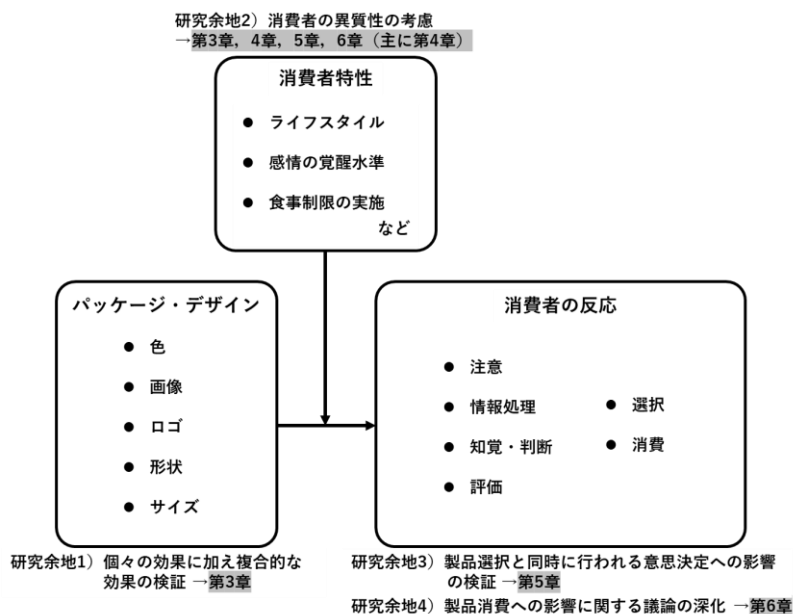 研究余地2）消費者の異質性の考慮
→第3章，4章，5章，6章（主に第4章）
消費者特性
● ライフスタイル
● 感情の覚醒水準
● 食事制限の実施
など
パッケージ・デザイン
● 色
● 画像
● ロゴ
● 形状
● サイズ
消費者の反応
● 注意
● 情報処理
● 知覚・判断
● 評価
● 選択
● 消費
研究余地1）個々の効果に加え複合的な
効果の検証 →第3章
研究余地3）製品選択と同時に行われる意思決定への影響
の検証 →第5章
研究余地4）製品消費への影響に関する議論の深化 →第6章